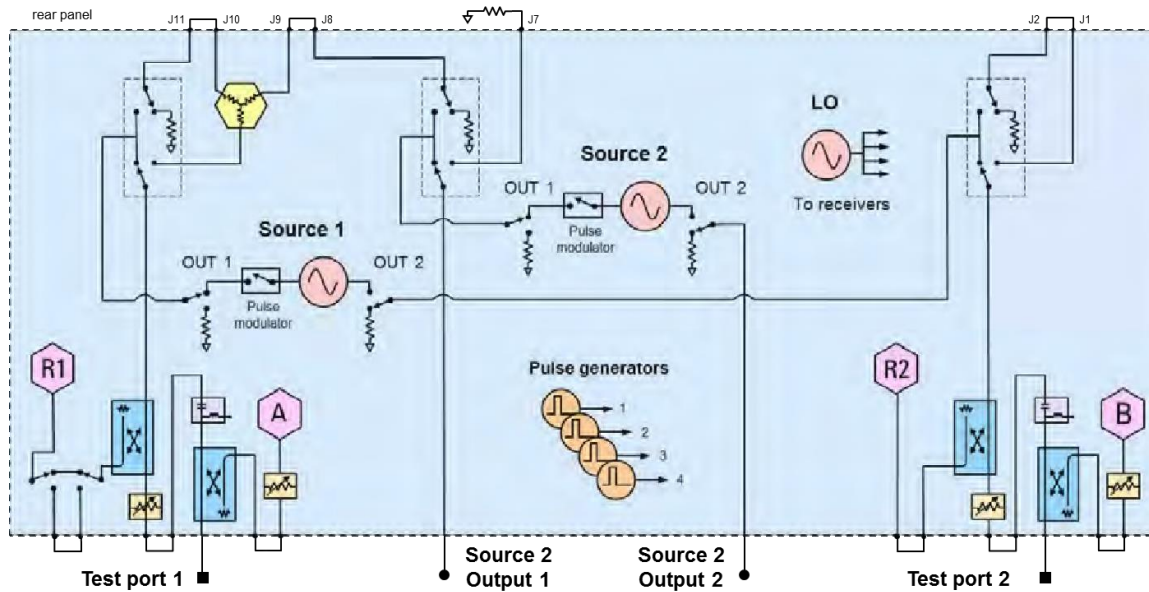 rear panel
J11
J10
J9
J8
J7
J2
J1
LO
To receivers
Source 2
OUT 1
OUT 2
Pulse
modulator
Source 1
OUT 1
OUT 2
Pulse
modulator
R1
A
Pulse generators
1
2
3
4
R2
B
Test port 1
Source 2
Output 1
Source 2
Output 2
Test port 2